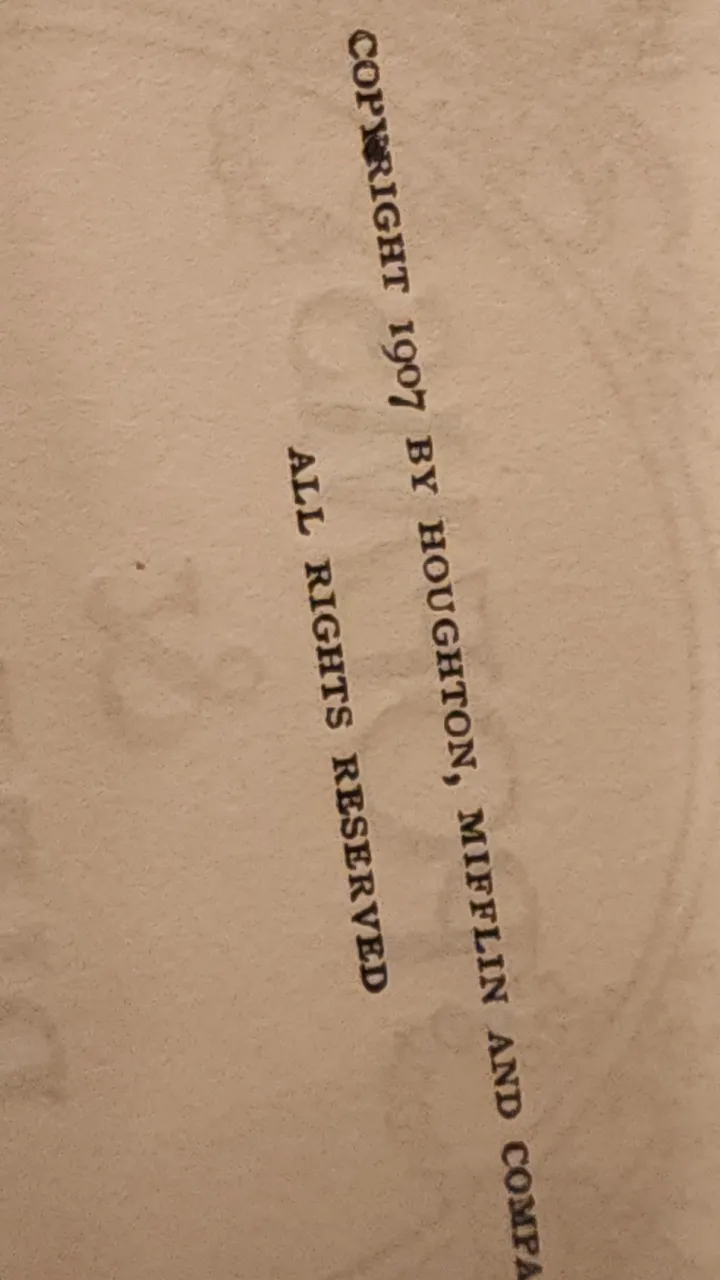 COPYRIGHT 1907 BY HOUGHTON, MIFFLIN AND COMPA
ALL RIGHTS RESERVED